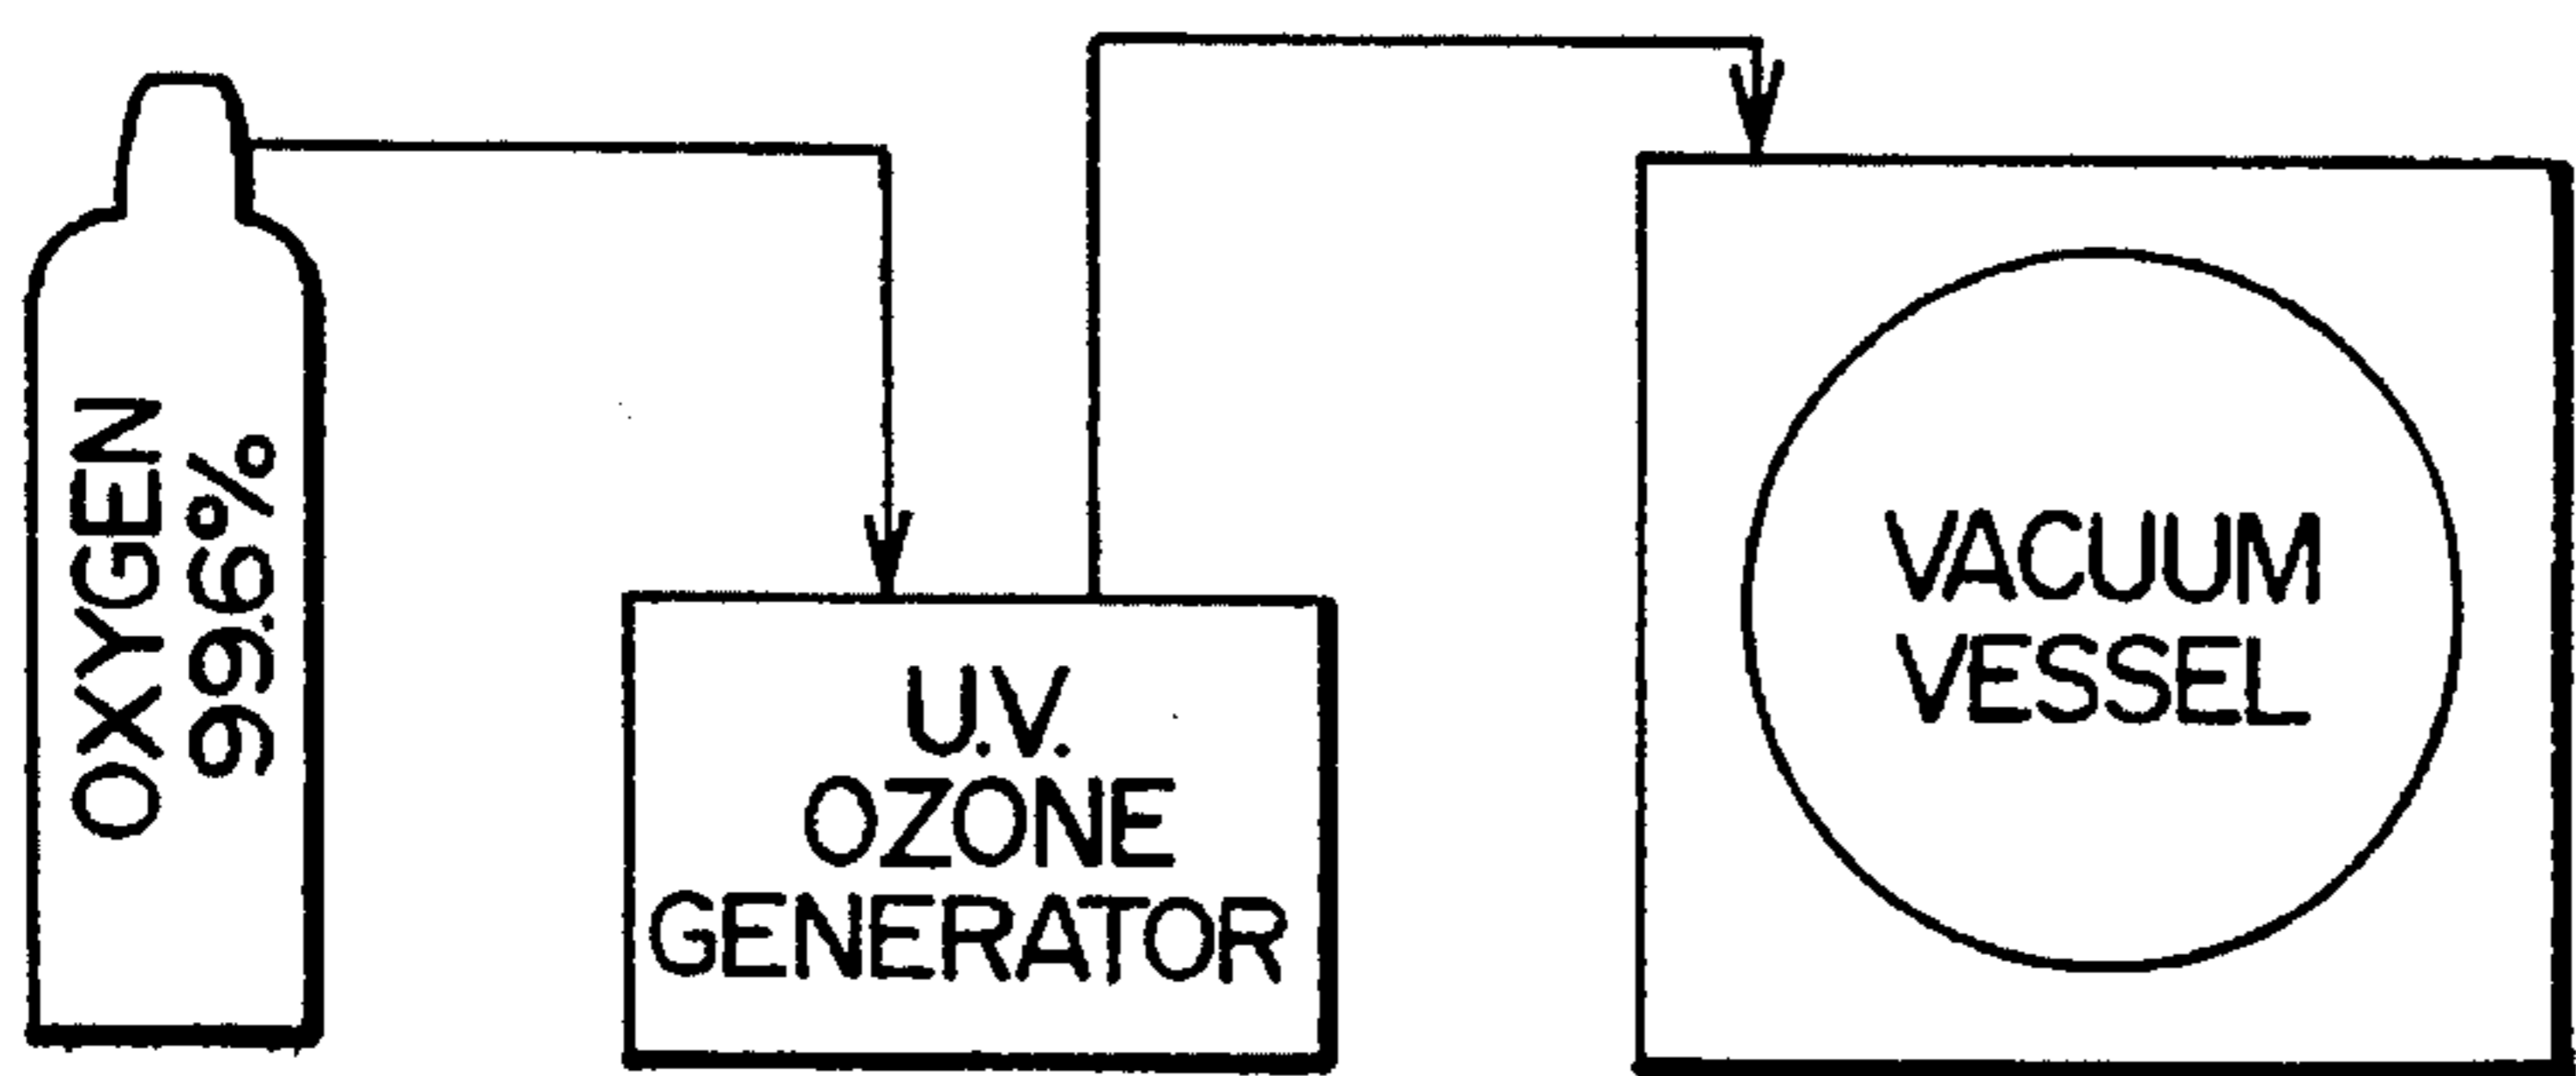 OXYGEN
99.6%
U.V.
OZONE
GENERATOR
VACUUM
VESSEL